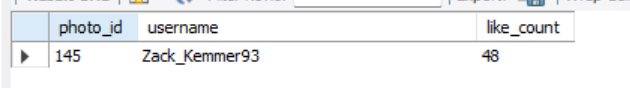 photo_id username like_count
145 Zack_Kemmer93 48